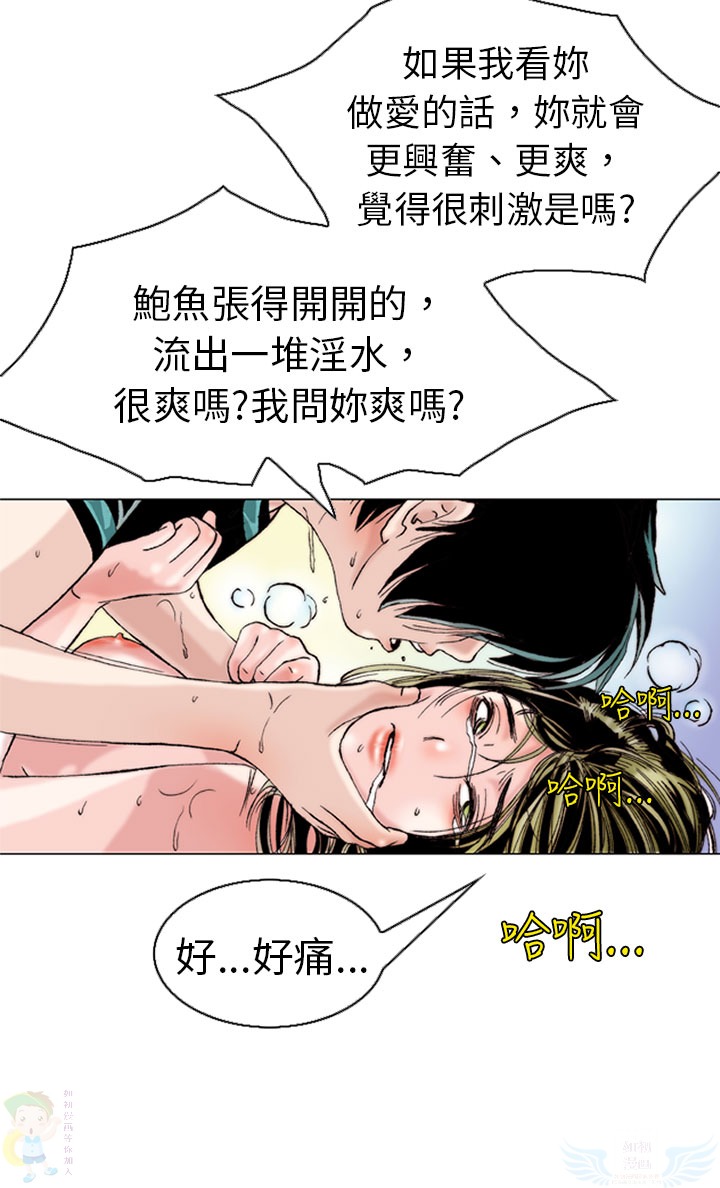 如果我看妳
做愛的話，妳就會
更興奮、更爽，
覺得很刺激是嗎?
鮑魚張得開開的，
流出一堆淫水，
很爽嗎?我問妳爽嗎?
哈啊...
哈啊...
好...好痛...
哈啊...